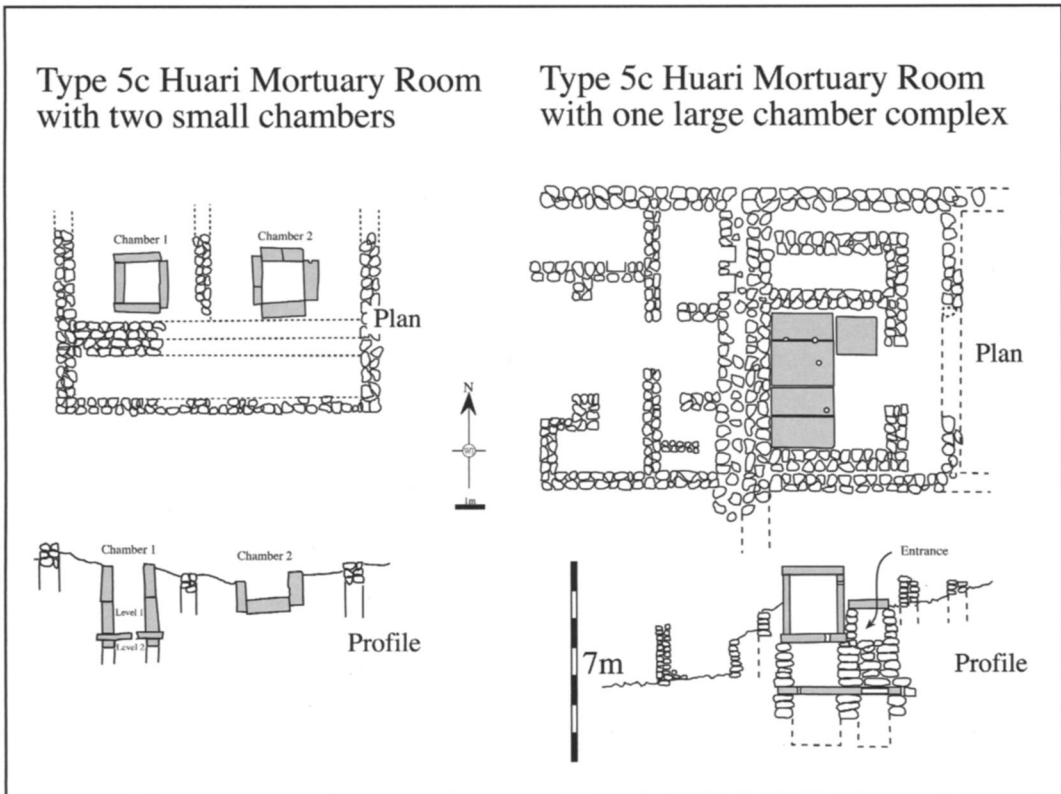 Type 5c Huari Mortuary Room
with two small chambers
Chamber 1
Chamber 2
Plan
N
1m
Chamber 1
Chamber 2
Level 1
Level 2
Profile
Type 5c Huari Mortuary Room
with one large chamber complex
Plan
Entrance
7m
Profile